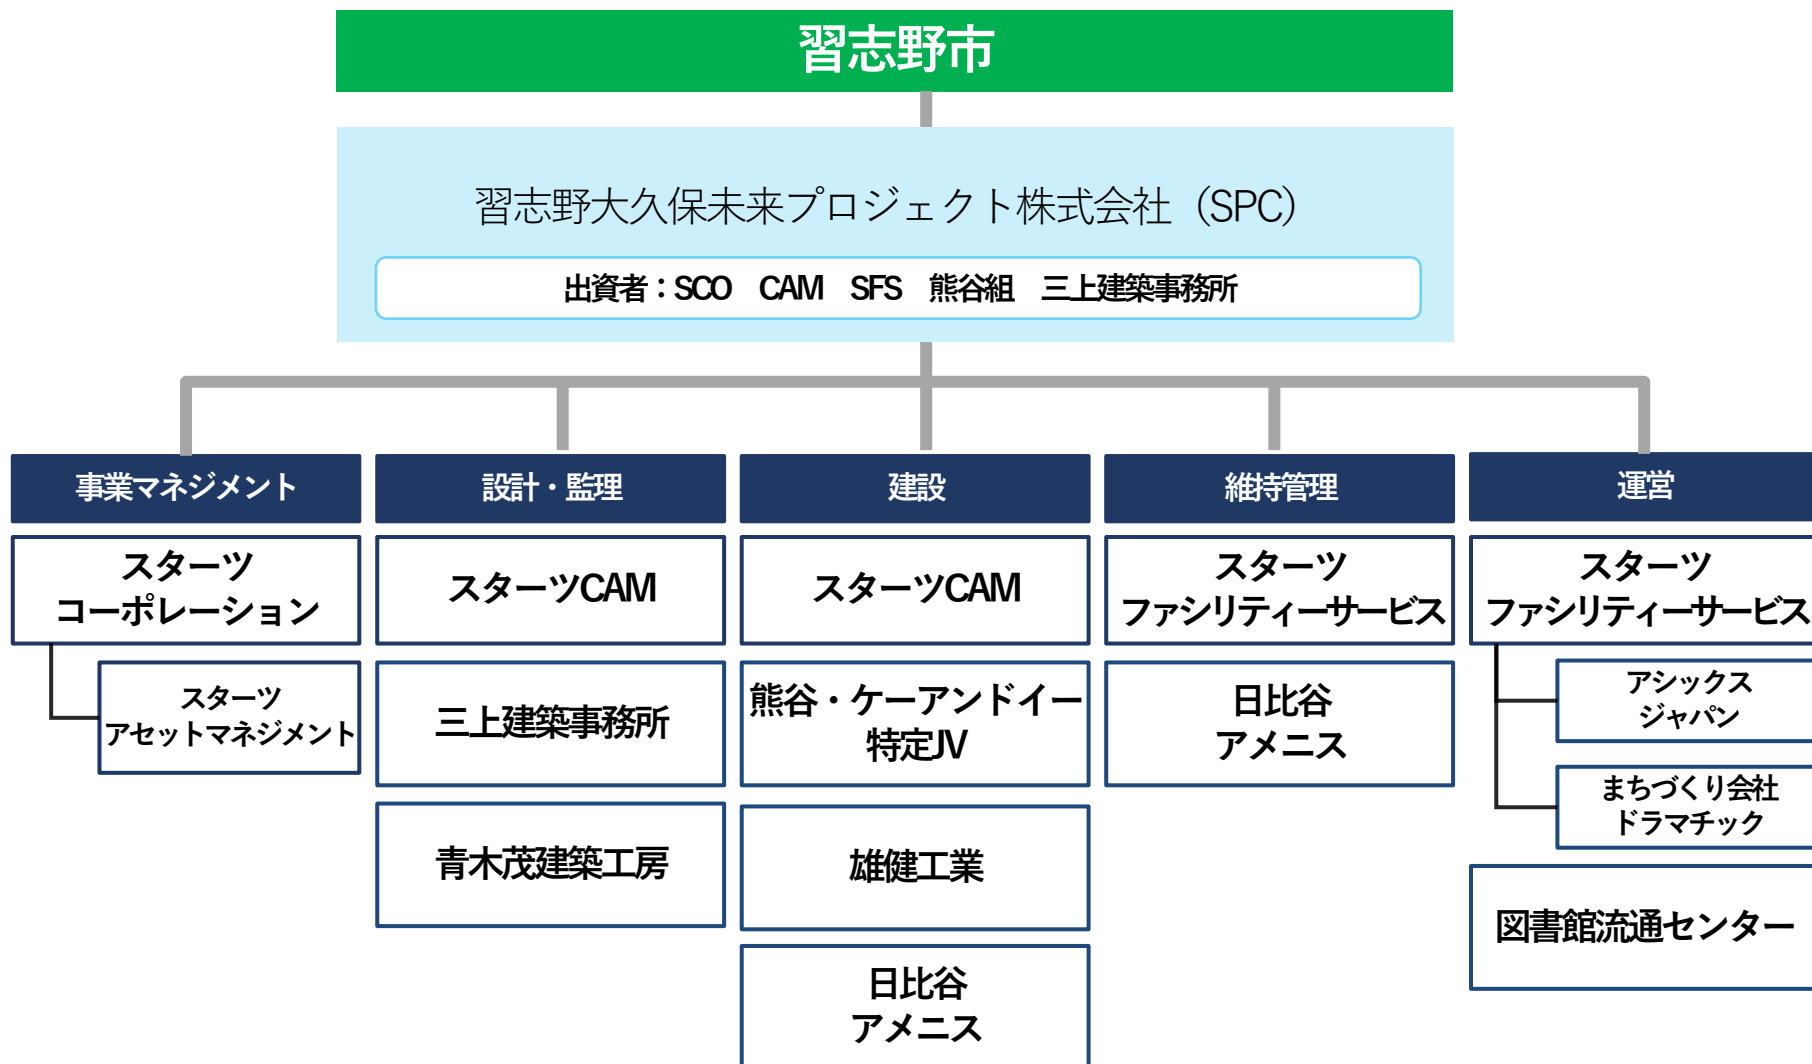 習志野市
習志野大久保未来プロジェクト株式会社（SPC）
出資者：SCO　CAM　SFS　熊谷組　三上建築事務所
事業マネジメント
スターツ
コーポレーション
スターツ
アセットマネジメント
設計・監理
スターツCAM
三上建築事務所
青木茂建築工房
建設
スターツCAM
熊谷・ケーアンドイー
特定JV
雄健工業
日比谷
アメニス
維持管理
スターツ
ファシリティーサービス
日比谷
アメニス
運営
スターツ
ファシリティーサービス
アシックス
ジャパン
まちづくり会社
ドラマチック
図書館流通センター